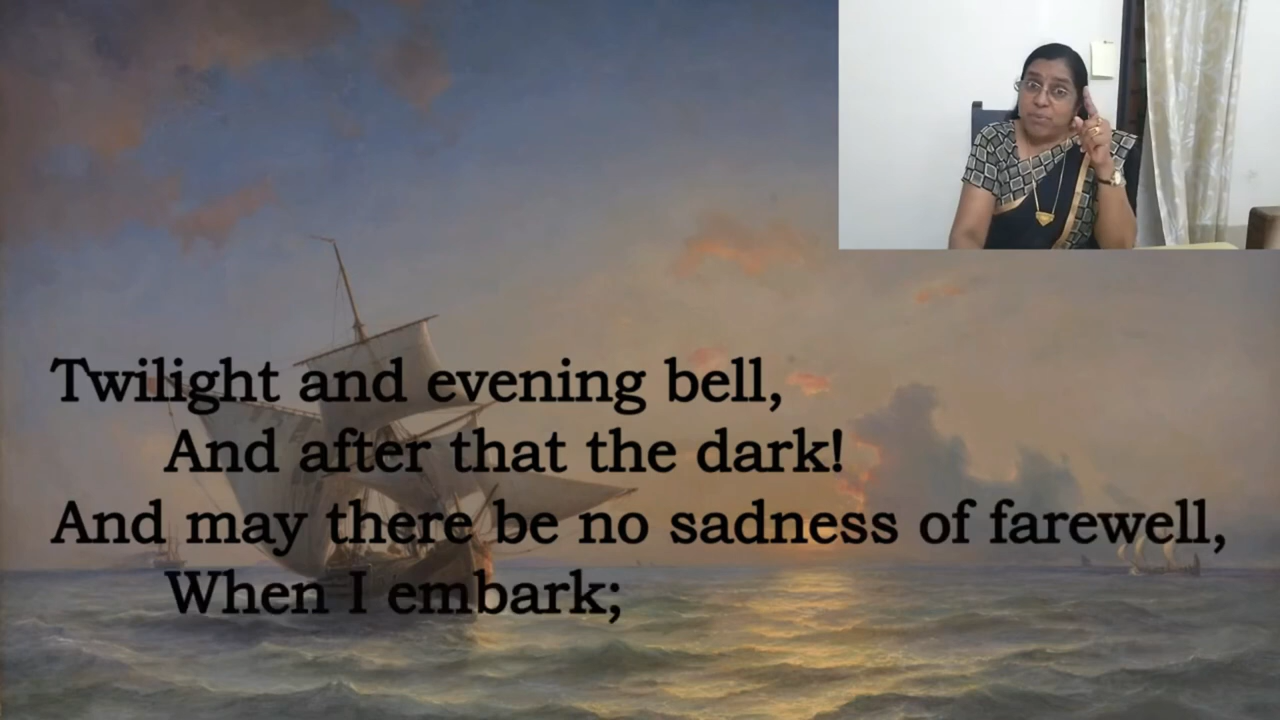 Twilight and evening bell,
And after that the dark!
And may there be no sadness of farewell,
When I embark;